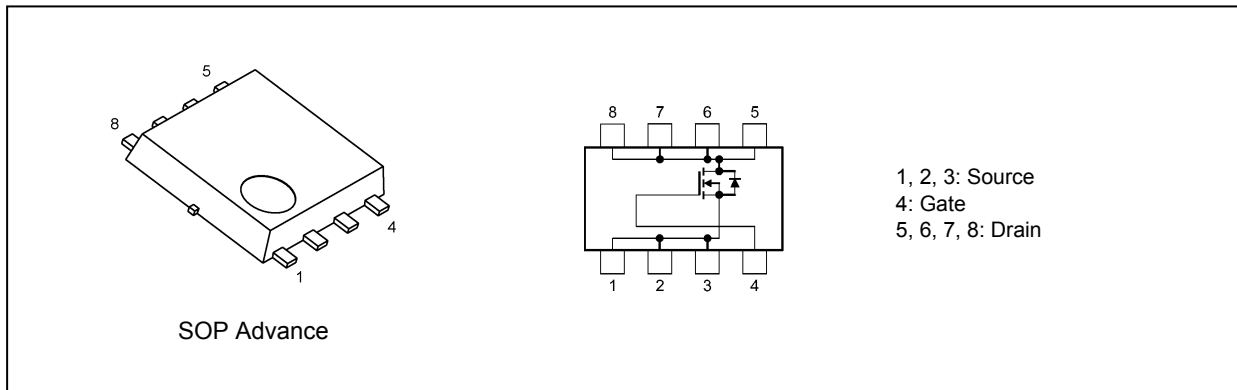 5
8
4
1
SOP Advance
8 7 6 5
1 2 3 4
1, 2, 3: Source
4: Gate
5, 6, 7, 8: Drain